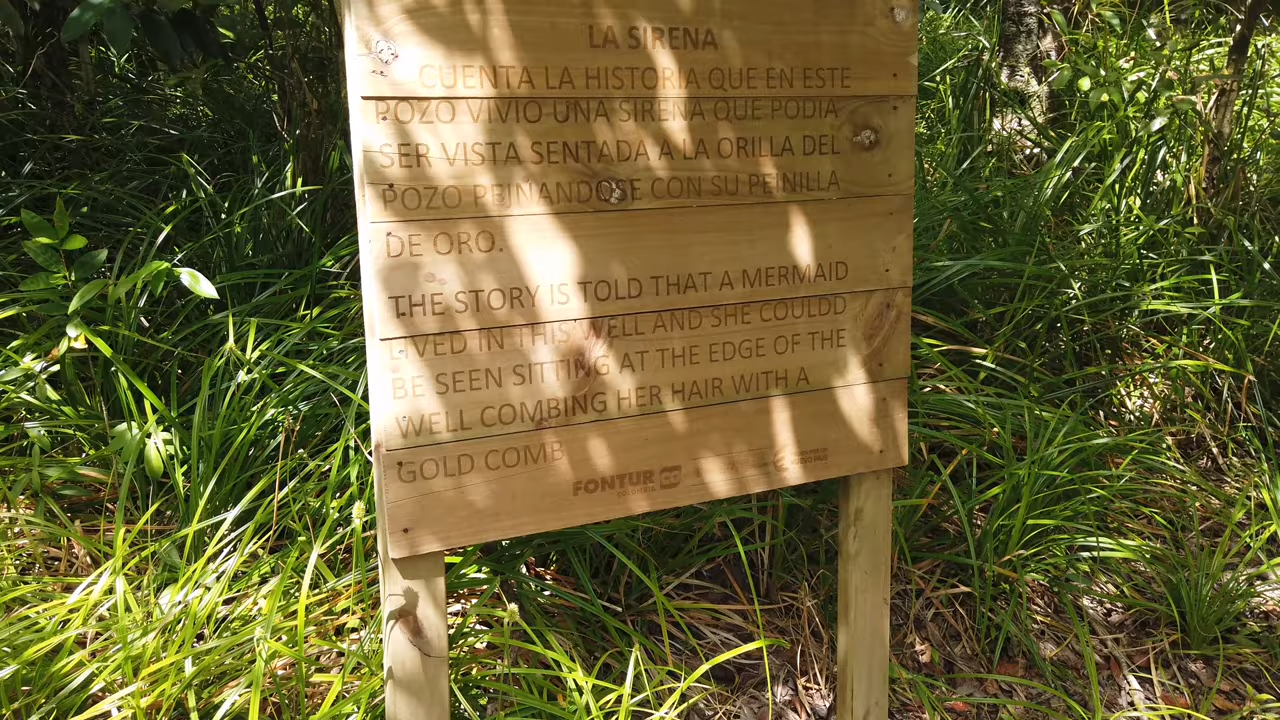 LA SIRENA
CUENTA LA HISTORIA QUE EN ESTE
POZO VIVIO UNA SIRENA QUE PODIA
SER VISTA SENTADA A LA ORILLA DEL
POZO PEINANDOSE CON SU PEINILLA
DE ORO.
THE STORY IS TOLD THAT A MERMAID
LIVED IN THIS WELL AND SHE COULDD
BE SEEN SITTING AT THE EDGE OF THE
WELL COMBING HER HAIR WITH A
GOLD COMB
FONTUR CO
COLOMBIA